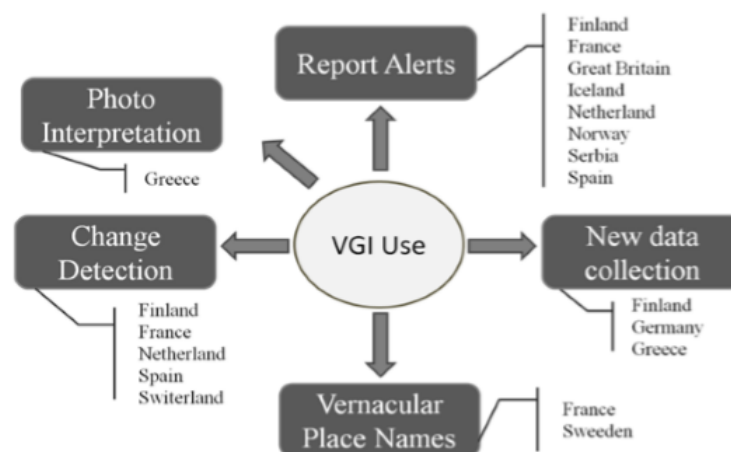 Report Alerts
Finland
France
Great Britain
Iceland
Netherland
Norway
Serbia
Spain
Photo
Interpretation
Greece
VGI Use
Change
Detection
Finland
France
Netherland
Spain
Switerland
New data
collection
Finland
Germany
Greece
Vernacular
Place Names
France
Sweeden